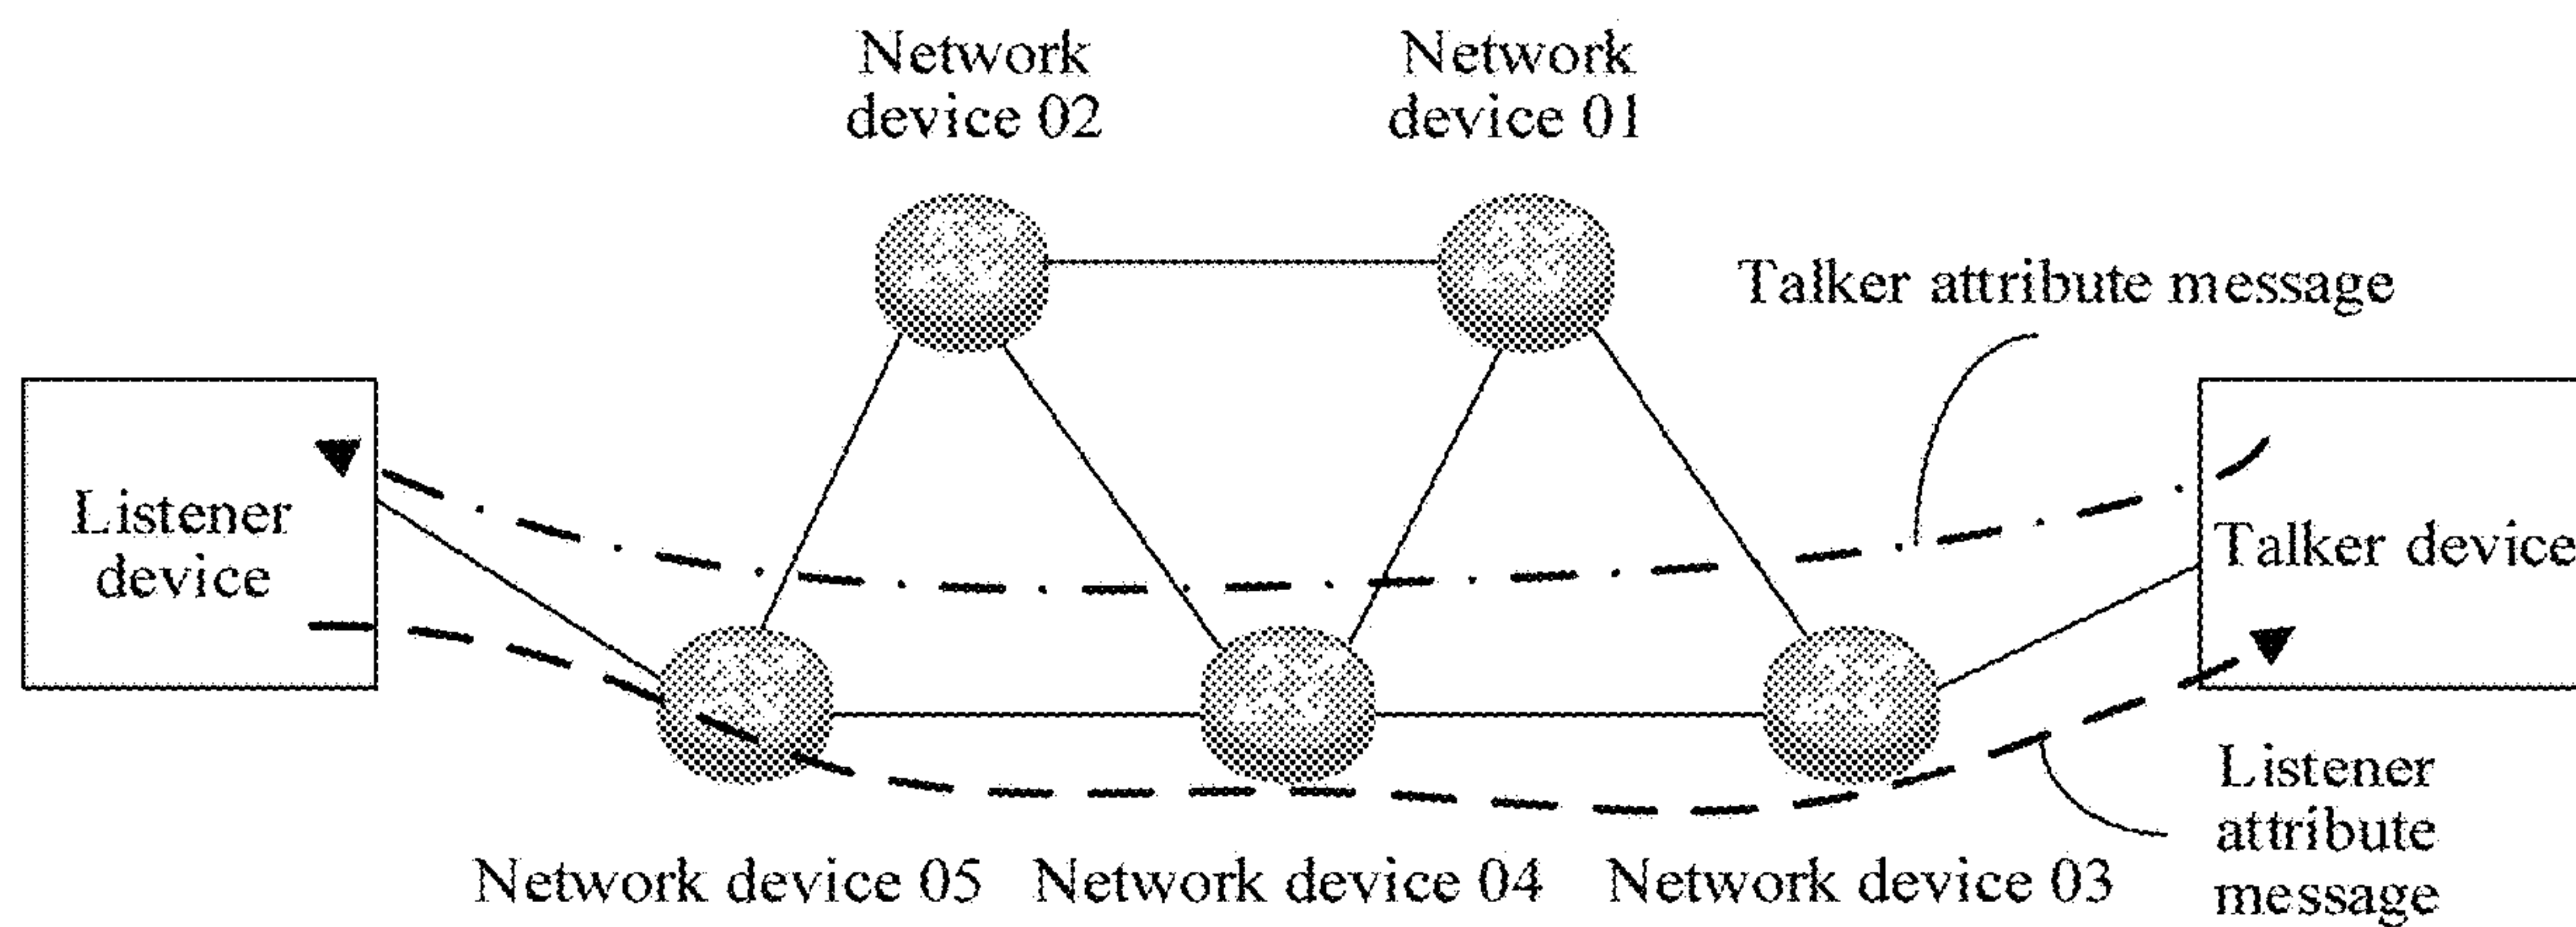 Network
device 02
Network
device 01
Talker attribute message
Listener
device
Talker device
Listener
attribute
message
Network device 05
Network device 04
Network device 03